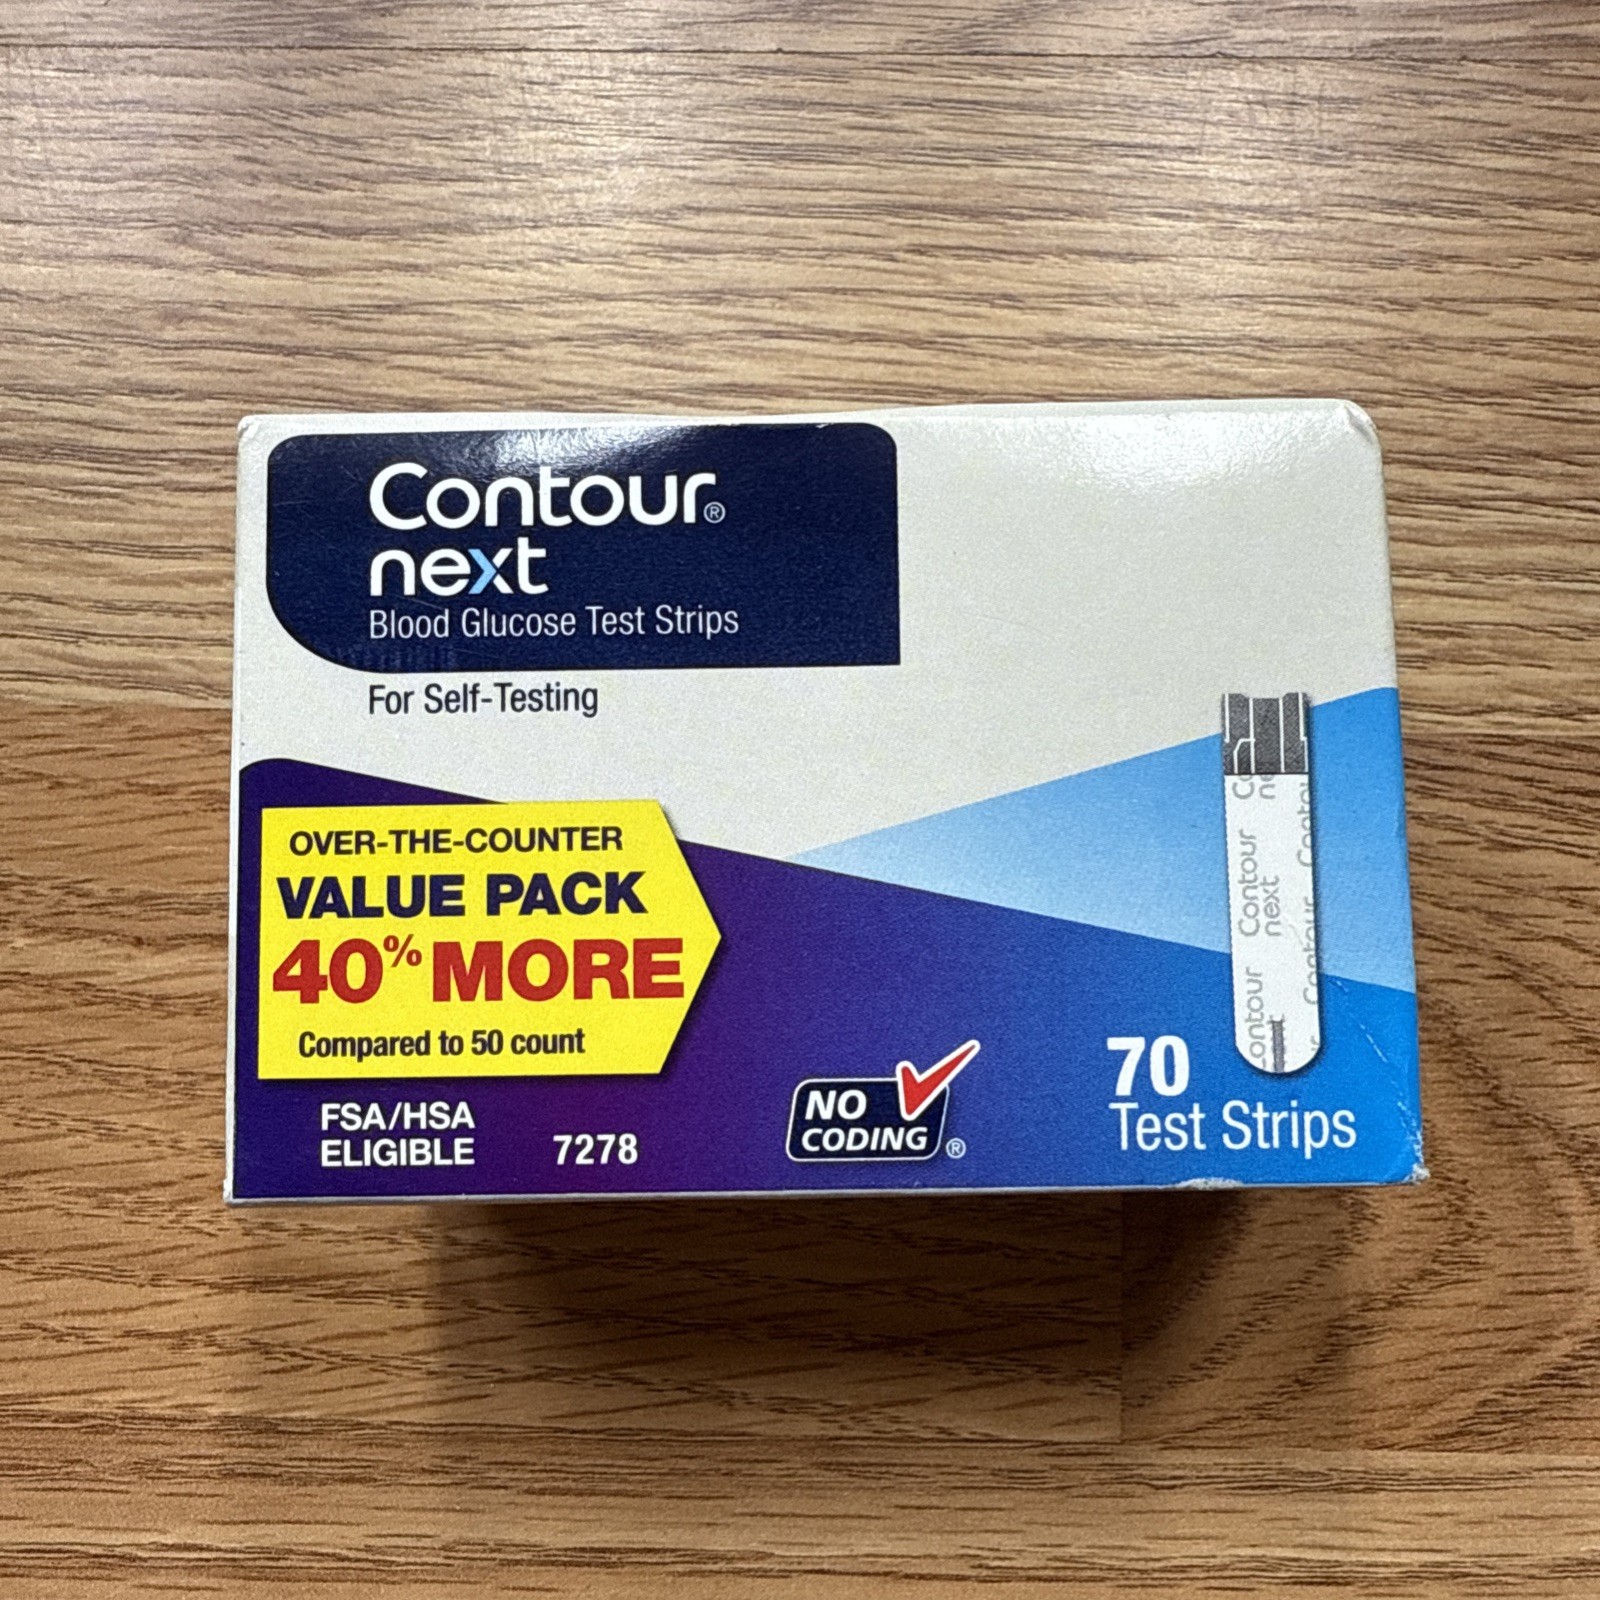 Contour®
next
Blood Glucose Test Strips
For Self-Testing
OVER-THE-COUNTER
VALUE PACK
40% MORE
Compared to 50 count
FSA/HSA
ELIGIBLE
7278
NO
CODING®
70
Test Strips
Contour
next
Contour